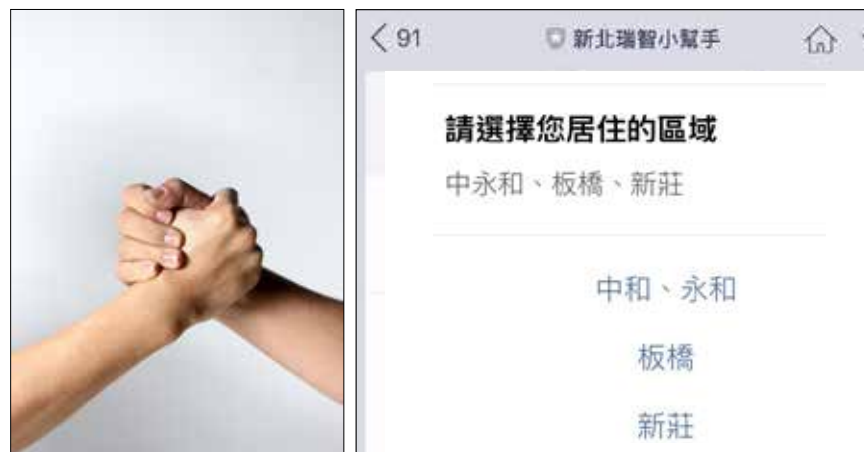 91
新北瑞智小幫手
請選擇您居住的區域
中永和、板橋、新莊
中和、永和
板橋
新莊